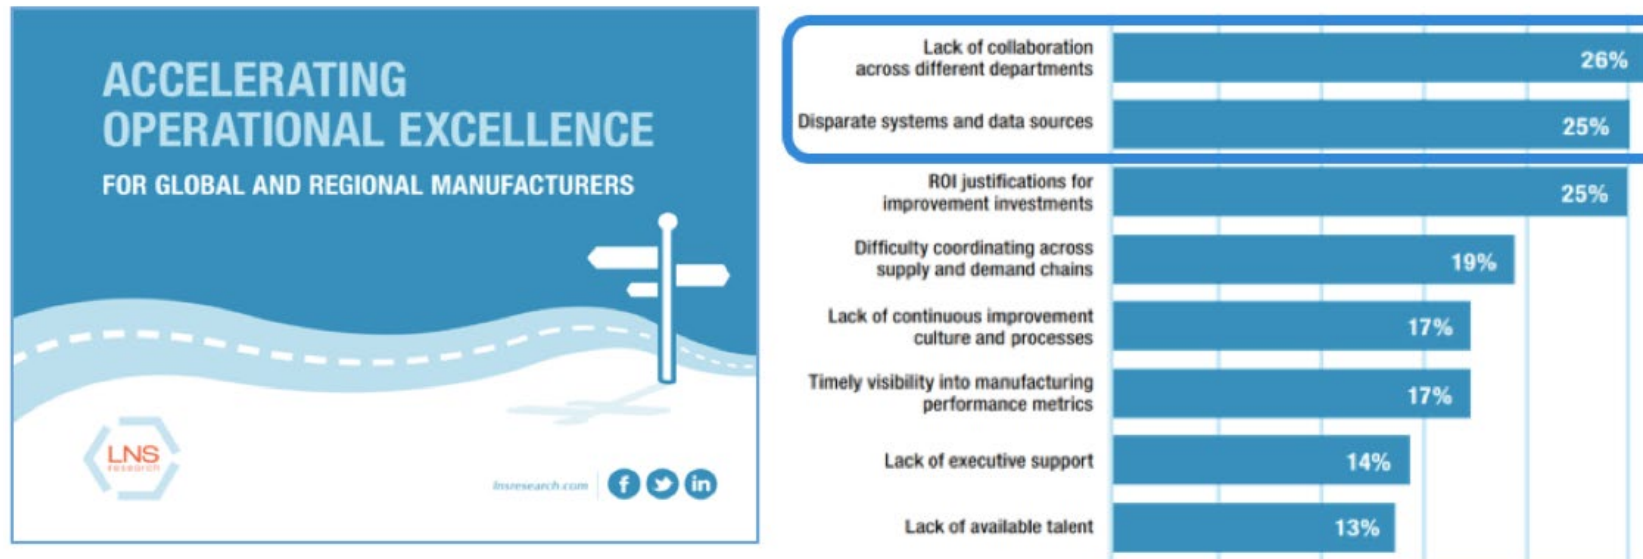 ACCELERATING
OPERATIONAL EXCELLENCE
FOR GLOBAL AND REGIONAL MANUFACTURERS
LNS
research
lnsresearch.com
f
in
Lack of collaboration
across different departments
26%
Disparate systems and data sources
25%
ROI justifications for
improvement investments
25%
Difficulty coordinating across
supply and demand chains
19%
Lack of continuous improvement
culture and processes
17%
Timely visibility into manufacturing
performance metrics
17%
Lack of executive support
14%
Lack of available talent
13%